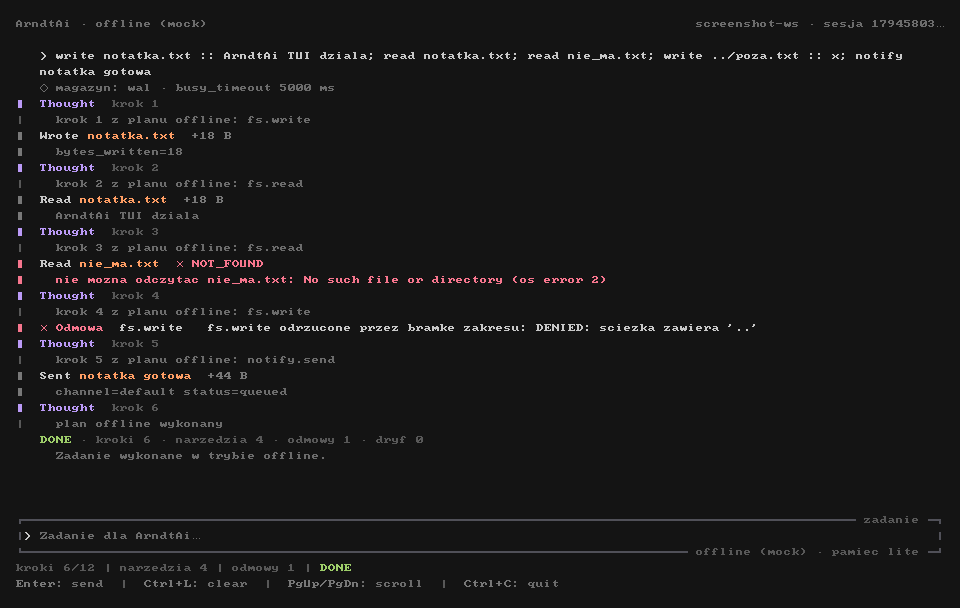 ArndtAi · offline (mock)
screenshot-ws · sesja 17945803…
❯ write notatka.txt :: ArndtAi TUI dziala; read notatka.txt; read nie_ma.txt; write ../poza.txt :: x; notify
notatka gotowa
◇ magazyn: wal · busy_timeout 5000 ms
Thought krok 1
krok 1 z planu offline: fs.write
Wrote notatka.txt +18 B
bytes_written=18
Thought krok 2
krok 2 z planu offline: fs.read
Read notatka.txt +18 B
ArndtAi TUI dziala
Thought krok 3
krok 3 z planu offline: fs.read
Read nie_ma.txt × NOT_FOUND
nie mozna odczytac nie_ma.txt: No such file or directory (os error 2)
Thought krok 4
krok 4 z planu offline: fs.write
× Odmowa fs.write fs.write odrzucone przez bramke zakresu: DENIED: sciezka zawiera '..'
Thought krok 5
krok 5 z planu offline: notify.send
Sent notatka gotowa +44 B
channel=default status=queued
Thought krok 6
plan offline wykonany
DONE · kroki 6 · narzedzia 4 · odmowy 1 · dryf 0
Zadanie wykonane w trybie offline.
zadanie
❯ Zadanie dla ArndtAi…
offline (mock) · pamiec lite
kroki 6/12 | narzedzia 4 | odmowy 1 | DONE
Enter: send | Ctrl+L: clear | PgUp/PgDn: scroll | Ctrl+C: quit